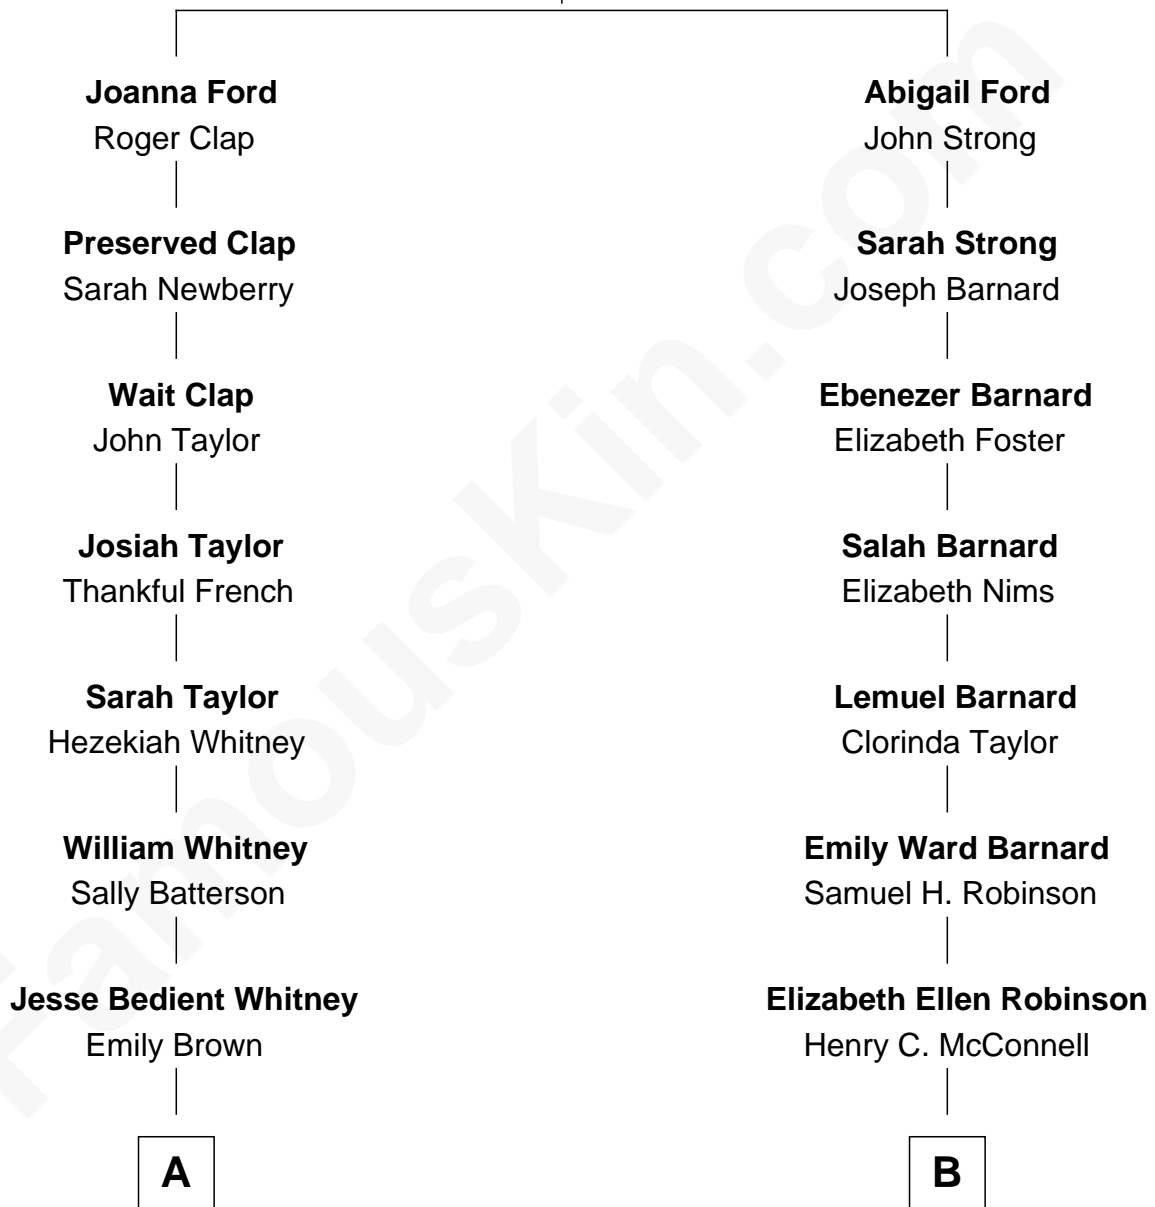 Joanna Ford
Roger Clap
Preserved Clap
Sarah Newberry
Wait Clap
John Taylor
Josiah Taylor
Thankful French
Sarah Taylor
Hezekiah Whitney
William Whitney
Sally Batterson
Jesse Bedient Whitney
Emily Brown
A
Abigail Ford
John Strong
Sarah Strong
Joseph Barnard
Ebenezer Barnard
Elizabeth Foster
Salah Barnard
Elizabeth Nims
Lemuel Barnard
Clorinda Taylor
Emily Ward Barnard
Samuel H. Robinson
Elizabeth Ellen Robinson
Henry C. McConnell
B
FamousKin.com